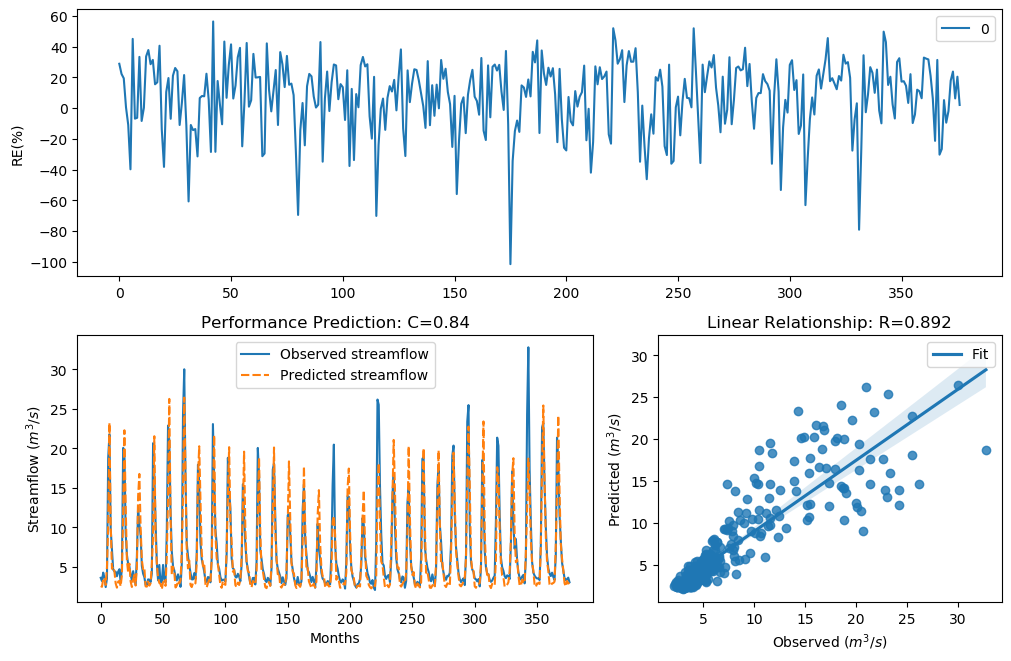 60
40
20
0
−20
−40
−60
−80
−100
RE(%)
0
0 50 100 150 200 250 300 350
Performance Prediction: C=0.84
Observed streamflow
Predicted streamflow
30
25
20
15
10
5
Streamflow (m³/s)
0 50 100 150 200 250 300 350
Months
Linear Relationship: R=0.892
Fit
30
25
20
15
10
5
Predicted (m³/s)
5 10 15 20 25 30
Observed (m³/s)